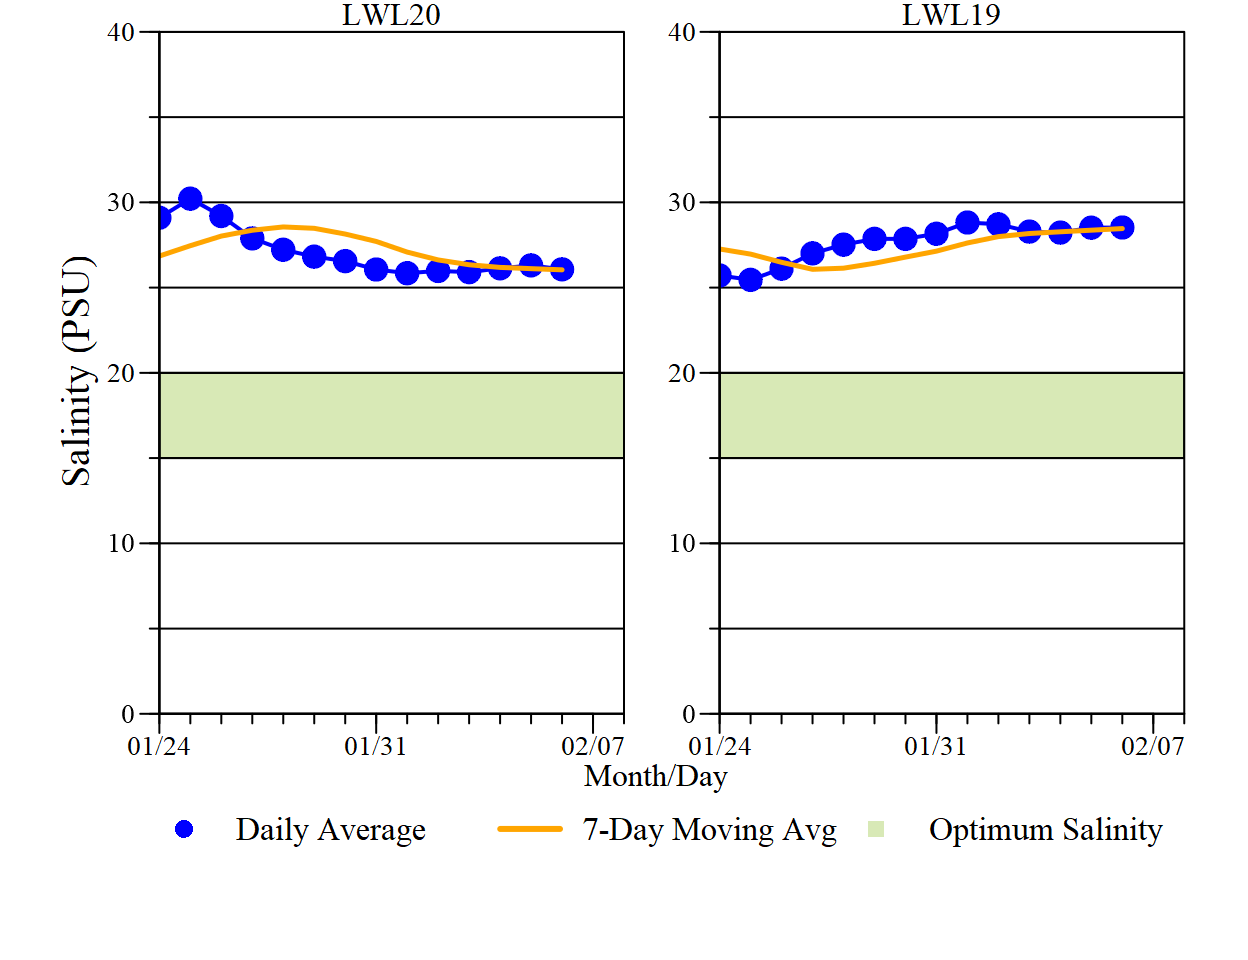 LWL20
LWL19
40
30
20
10
0
40
30
20
10
0
Salinity (PSU)
01/24
01/31
02/07
01/24
01/31
02/07
Month/Day
Daily Average
7-Day Moving Avg
Optimum Salinity